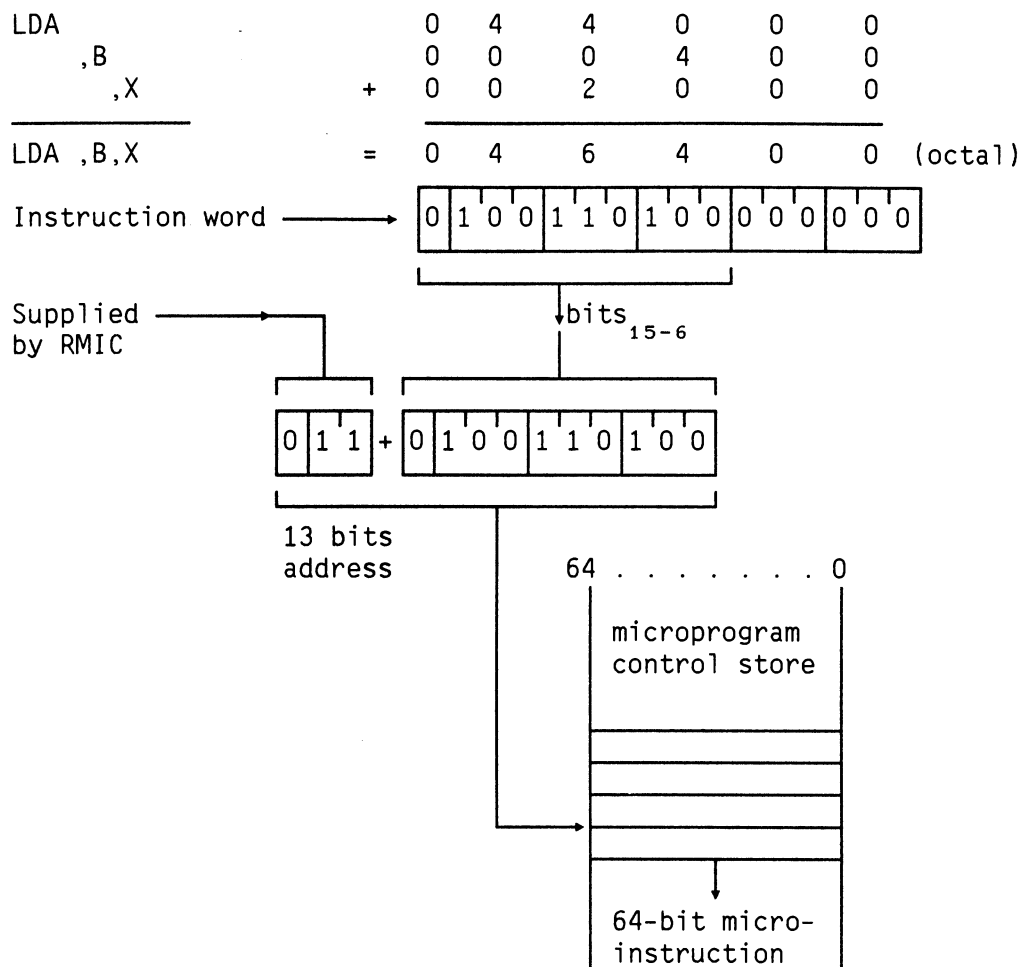 LDA 0 4 4 0 0 0
,B 0 0 0 4 0 0
,X + 0 0 2 0 0 0
LDA ,B,X = 0 4 6 4 0 0 (octal)
Instruction word 0 1 0 0 1 1 0 1 0 0 0 0 0 0 0 0
bits 15-6
Supplied
by RMIC
0 1 1 + 0 1 0 0 1 1 0 1 0 0
13 bits
address
64 . . . . . . . 0
microprogram
control store
64-bit micro-
instruction